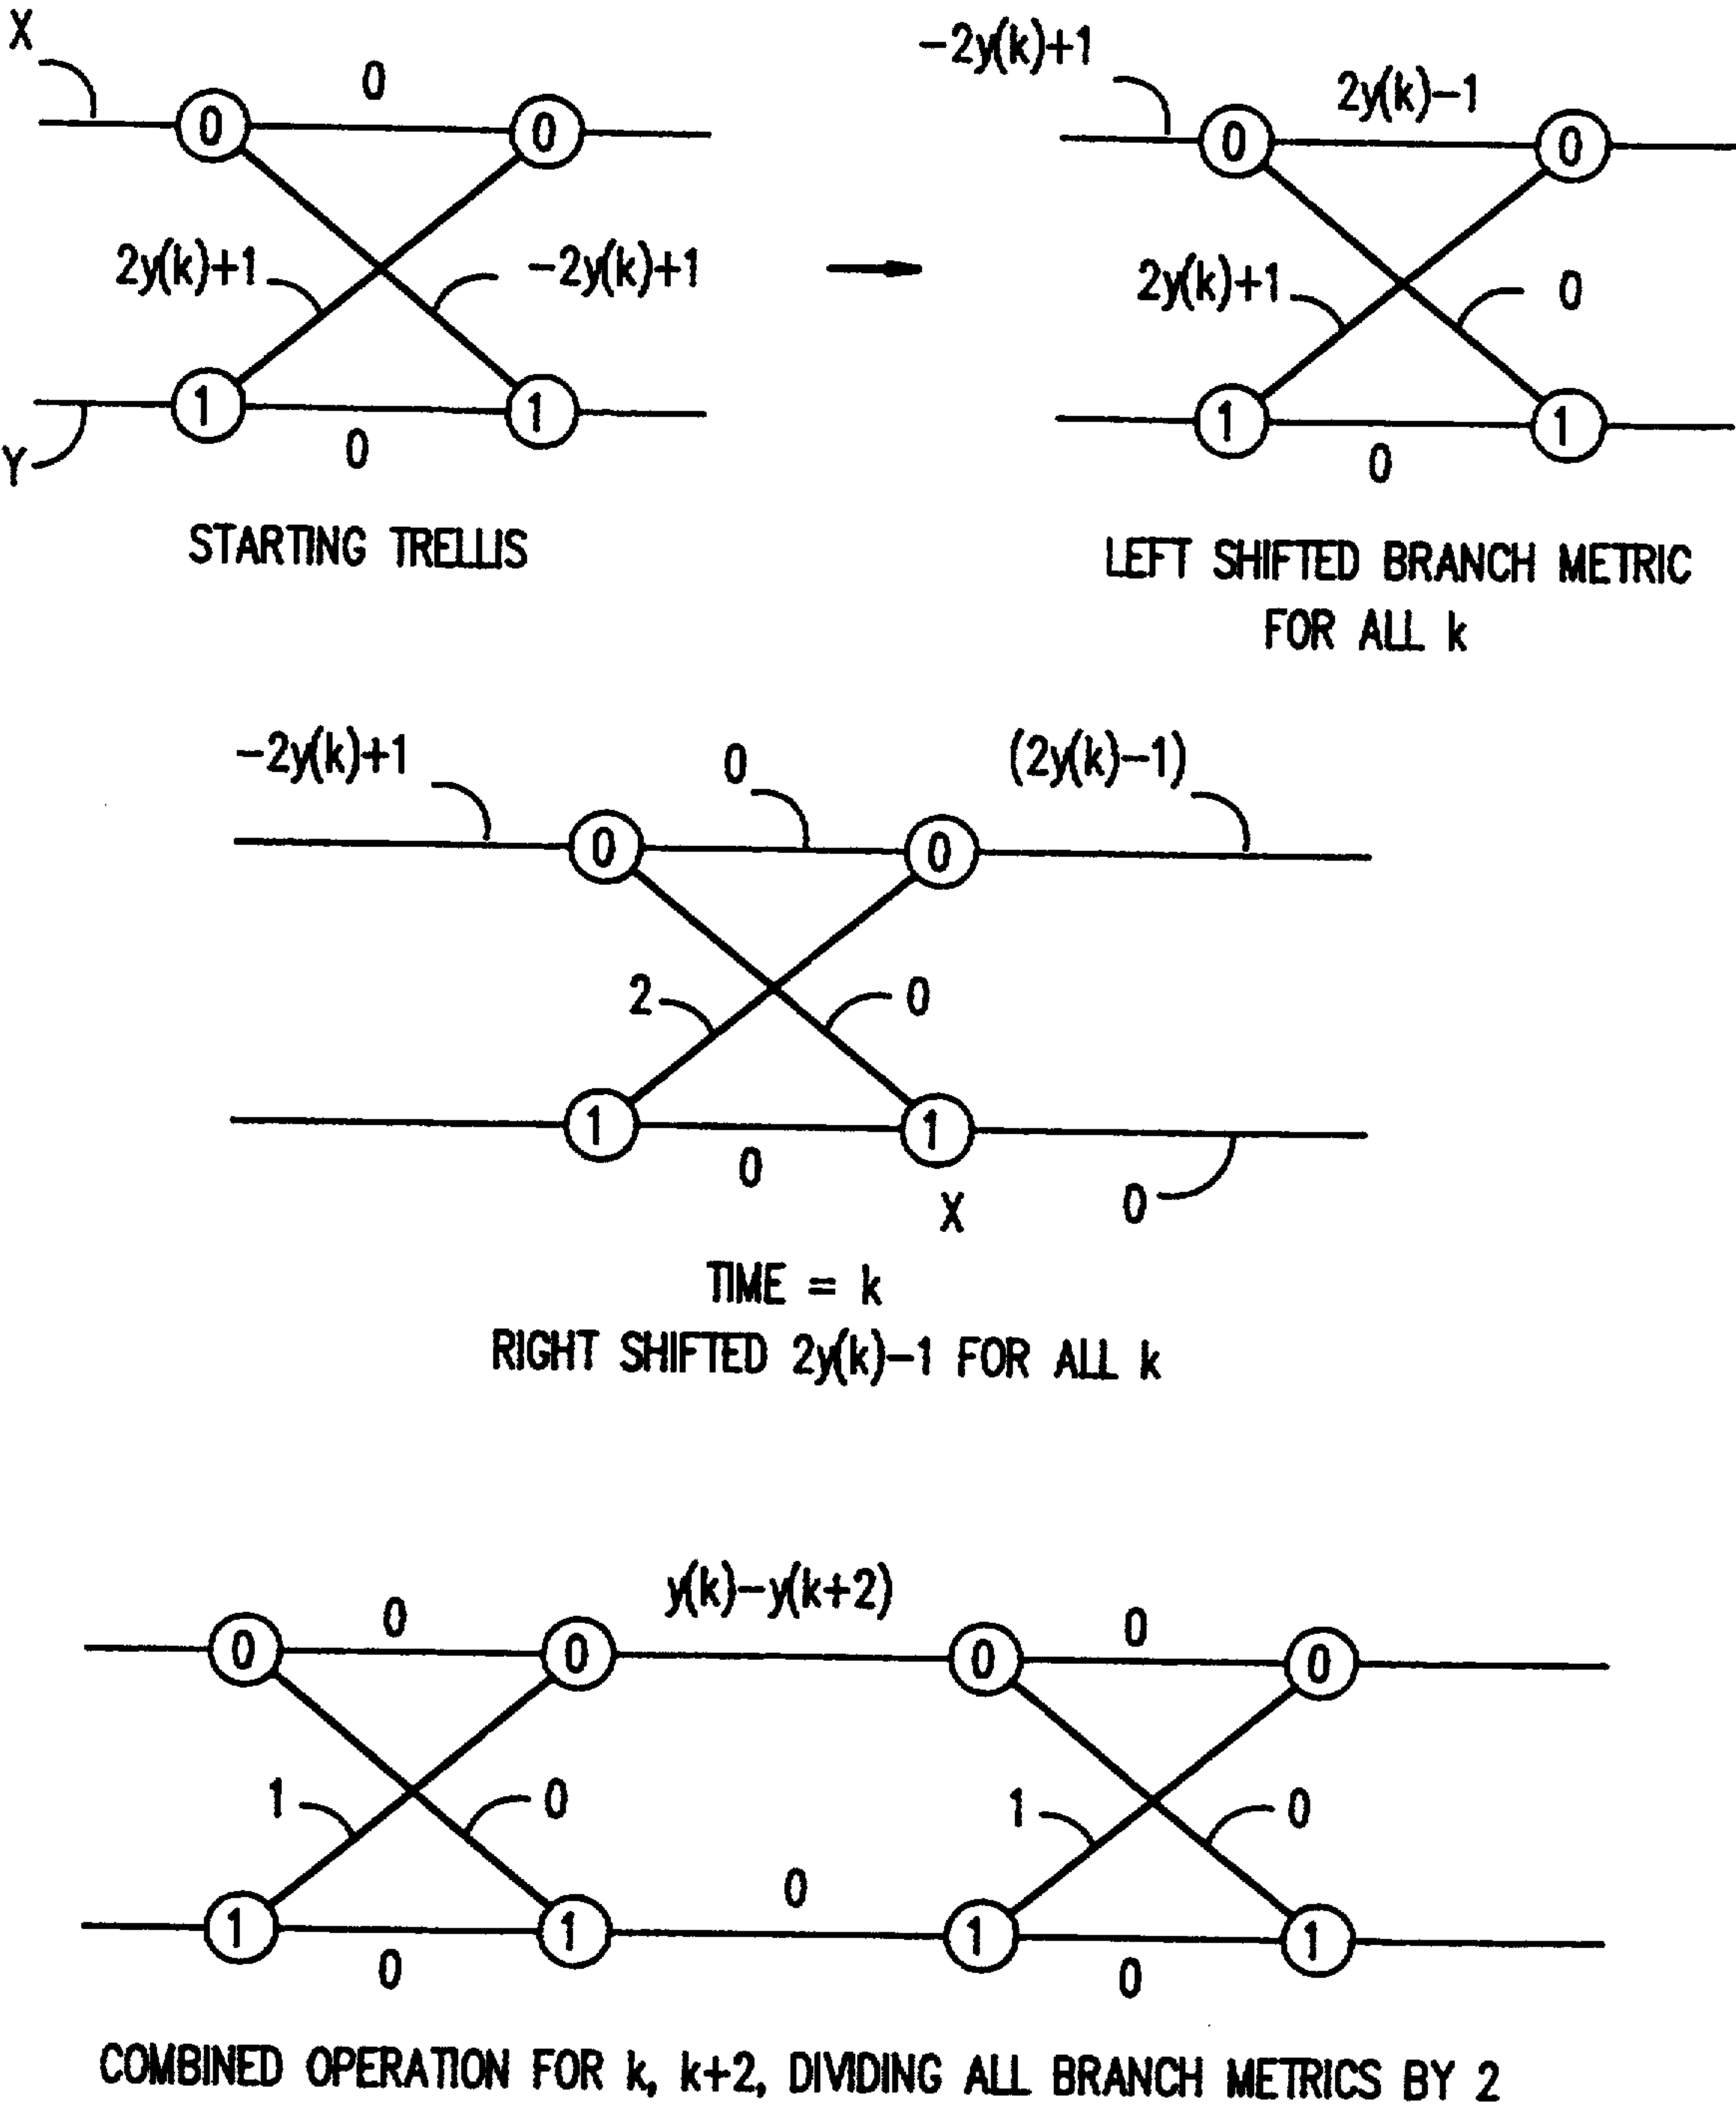 X
0
0
0
2y(k)+1
-2y(k)+1
1
1
Y
0
STARTING TRELLIS
-2y(k)+1
2y(k)-1
0
0
2y(k)+1
0
1
1
0
LEFT SHIFTED BRANCH METRIC
FOR ALL k
-2y(k)+1
0
(2y(k)-1)
0
0
2
0
1
1
0
X
0
TIME = k
RIGHT SHIFTED 2y(k)-1 FOR ALL k
0
y(k)-y(k+2)
0
0
0
0
0
1
0
1
0
0
1
1
1
1
0
0
COMBINED OPERATION FOR k, k+2, DIVIDING ALL BRANCH METRICS BY 2